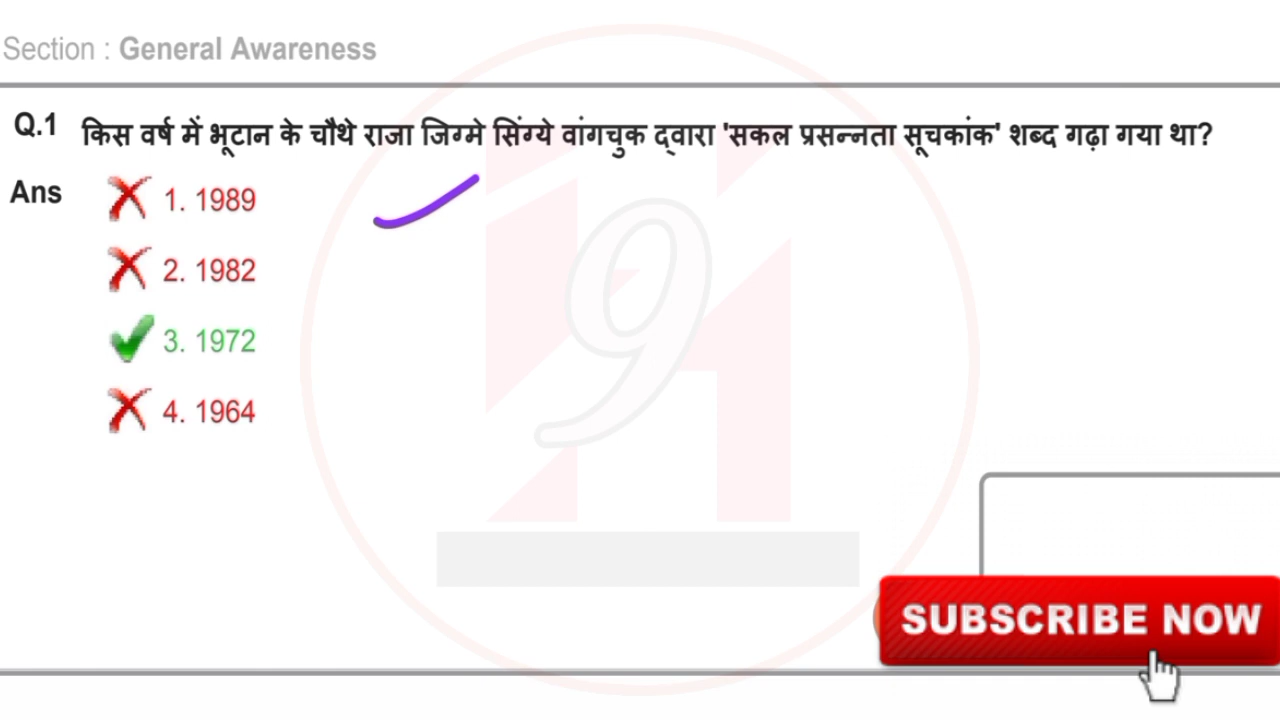 Section : General Awareness
Q.1 किस वर्ष में भूटान के चौथे राजा जिग्मे सिंग्ये वांगचुक द्वारा 'सकल प्रसन्नता सूचकांक' शब्द गढ़ा गया था?
Ans 1. 1989
2. 1982
3. 1972
4. 1964
9
SUBSCRIBE NOW